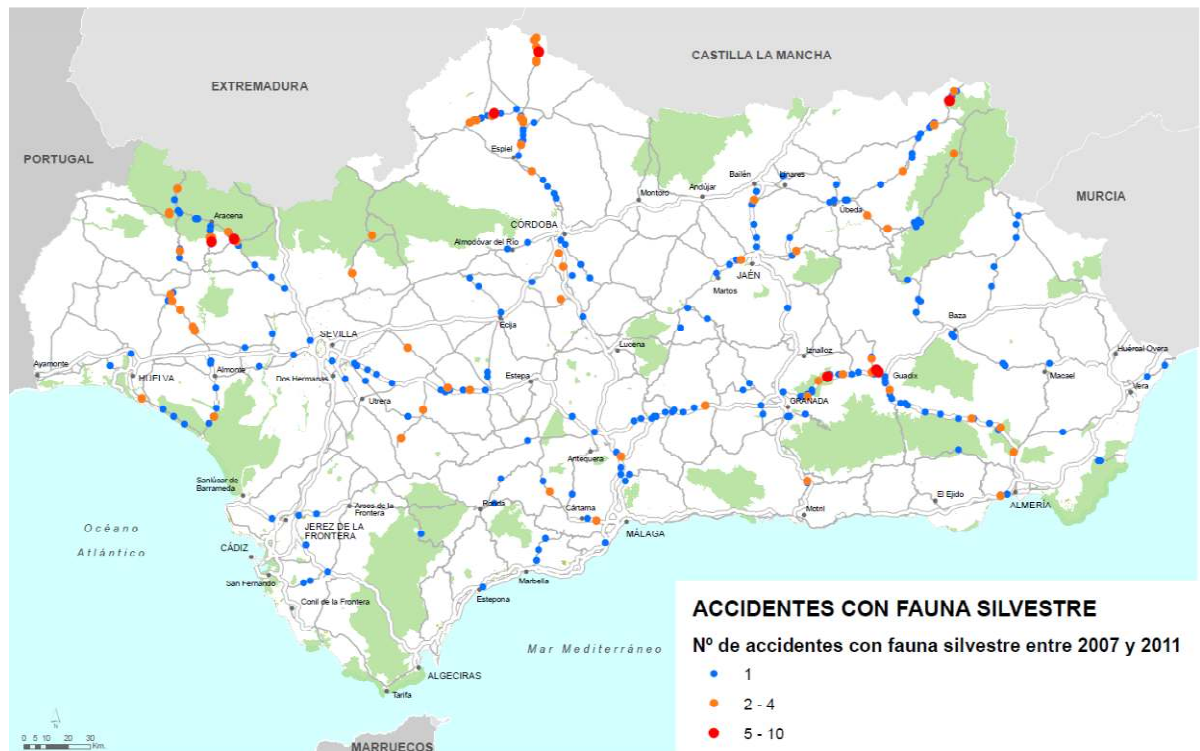 CASTILLA LA MANCHA
EXTREMADURA
PORTUGAL
Espiel
MURCIA
Bailén
Linares
Andújar
Montoro
Úbeda
Aracena
CÓRDOBA
Almodóvar del Río
JAÉN
Martos
Baza
Ecija
SEVILLA
Lucena
Iznalloz
Huércal Overa
Ayamonte
HUELVA
Almonte
Dos Hermanas
Estepa
Guadix
Macael
Vera
Utrera
GRANADA
Antequera
Sanlúcar de
Barrameda
El Ejido
ALMERÍA
Ronda
Arcos de la
Frontera
Cártama
Motril
Océano
Atlántico
JEREZ DE LA
FRONTERA
MÁLAGA
CÁDIZ
San Fernando
Marbella
Estepona
Conil de la Frontera
Mar Mediterráneo
ALGECIRAS
Tarifa
MARRUECOS
N
0 5 10 20 30
Km.
ACCIDENTES CON FAUNA SILVESTRE
Nº de accidentes con fauna silvestre entre 2007 y 2011
1
2 - 4
5 - 10